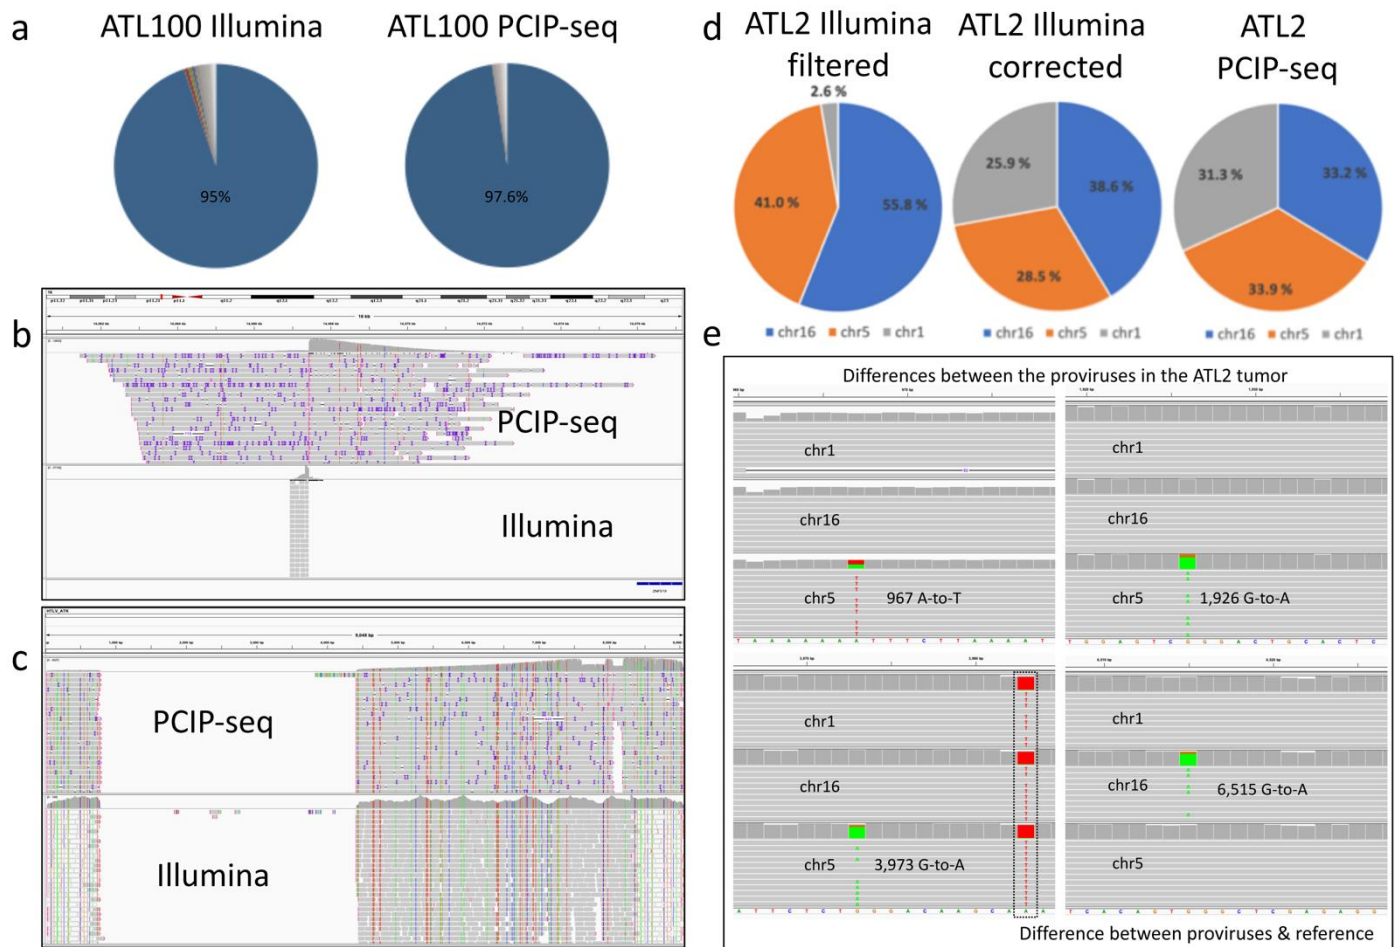 a
ATL100 Illumina
ATL100 PCIP-seq
95%
97.6%
d
ATL2 Illumina
filtered
ATL2 Illumina
corrected
ATL2
PCIP-seq
2.6 %
41.0 %
55.8 %
25.9 %
38.6 %
28.5 %
31.3 %
33.2 %
33.9 %
chr16 chr5 chr1
chr16 chr5 chr1
chr16 chr5 chr1
b
PCIP-seq
Illumina
c
HTLV_ATK
PCIP-seq
Illumina
e
Differences between the proviruses in the ATL2 tumor
chr1
chr16
chr5
967 A-to-T
T A A A A A A A T T T C T T A A A A T
chr1
chr16
chr5
1,926 G-to-A
T G G A G T C G G G A C T G C A C T C
chr1
chr16
chr5
3,973 G-to-A
A T T C T C T G G G A C A A G C A A A
chr1
chr16
6,515 G-to-A
chr5
T C A C A G T G G G C T C G A G A G G
Difference between proviruses & reference